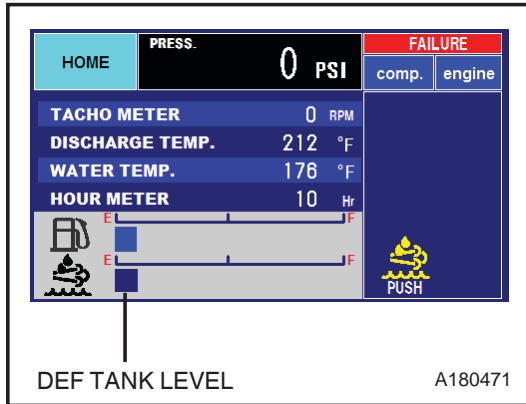 HOME
PRESS.
0 PSI
FAILURE
comp. engine
TACHO METER 0 RPM
DISCHARGE TEMP. 212 °F
WATER TEMP. 176 °F
HOUR METER 10 Hr
E F
E F
PUSH
DEF TANK LEVEL
A180471